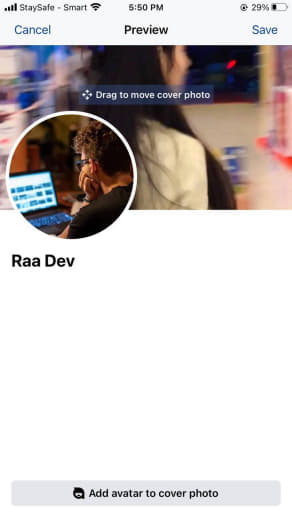 StaySafe - Smart 5:50 PM 29%
Cancel Preview Save
Drag to move cover photo
Raa Dev
Add avatar to cover photo